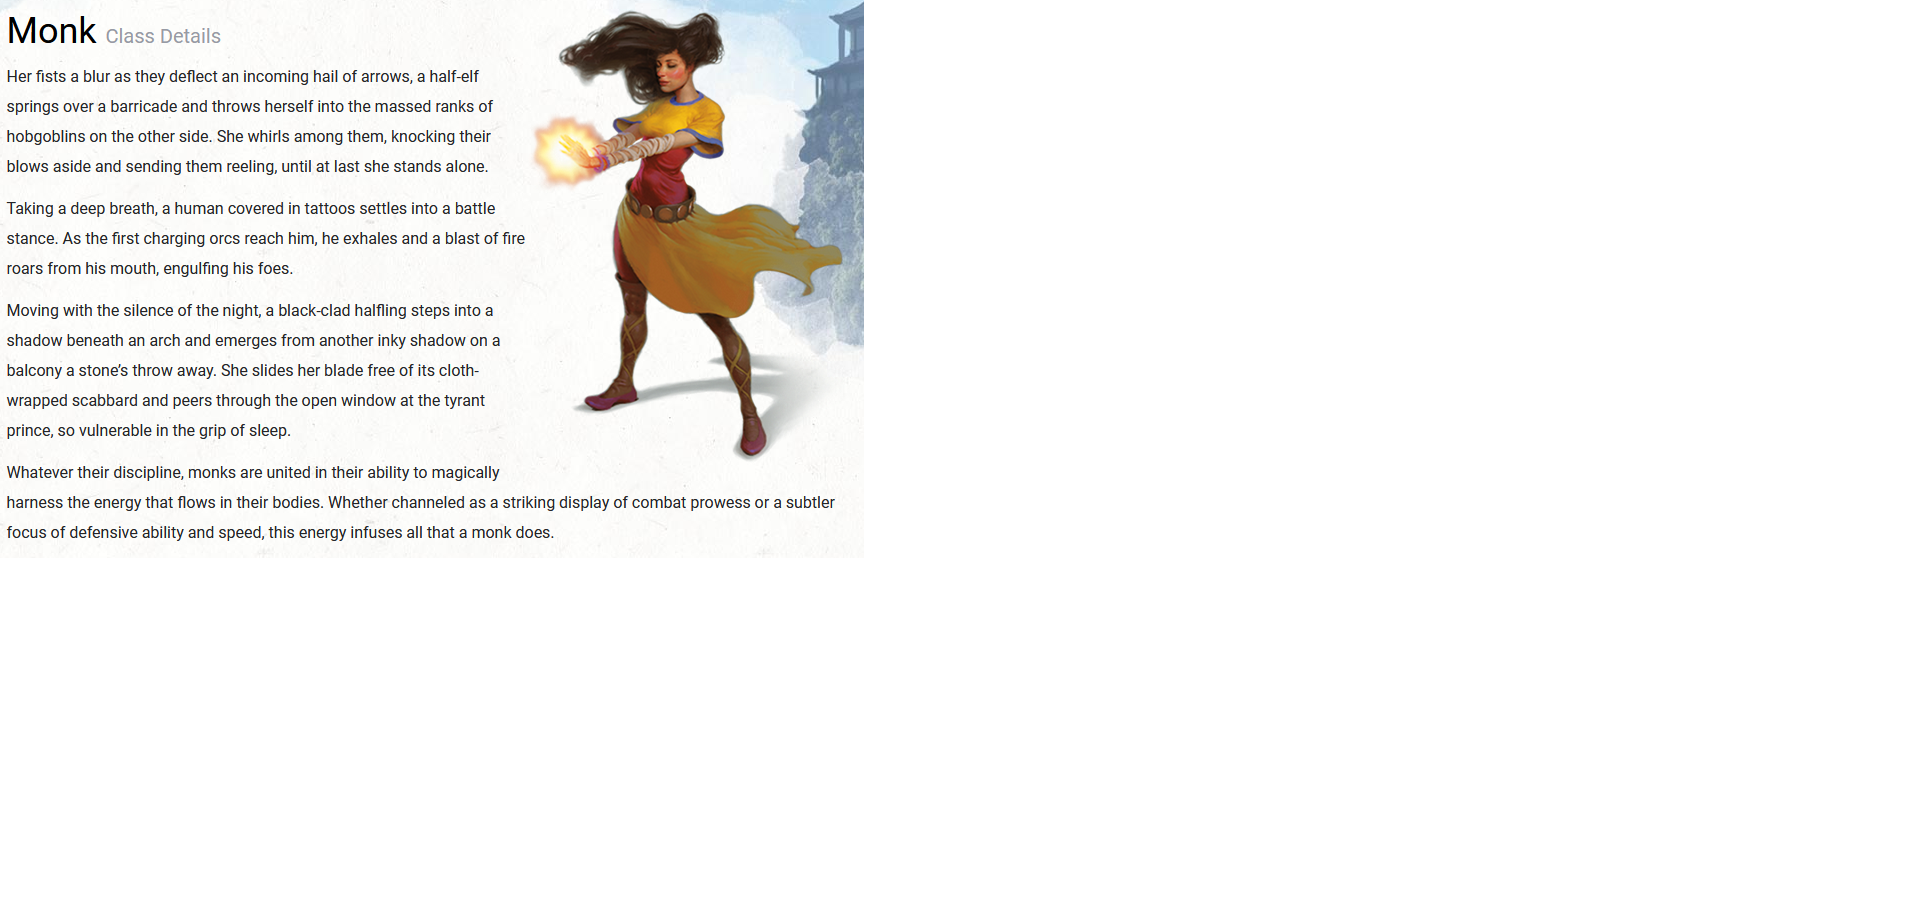 Monk Class Details
Her fists a blur as they deflect an incoming hail of arrows, a half-elf
springs over a barricade and throws herself into the massed ranks of
hobgoblins on the other side. She whirls among them, knocking their
blows aside and sending them reeling, until at last she stands alone.
Taking a deep breath, a human covered in tattoos settles into a battle
stance. As the first charging orcs reach him, he exhales and a blast of fire
roars from his mouth, engulfing his foes.
Moving with the silence of the night, a black-clad halfling steps into a
shadow beneath an arch and emerges from another inky shadow on a
balcony a stone’s throw away. She slides her blade free of its cloth-
wrapped scabbard and peers through the open window at the tyrant
prince, so vulnerable in the grip of sleep.
Whatever their discipline, monks are united in their ability to magically
harness the energy that flows in their bodies. Whether channeled as a striking display of combat prowess or a subtler
focus of defensive ability and speed, this energy infuses all that a monk does.